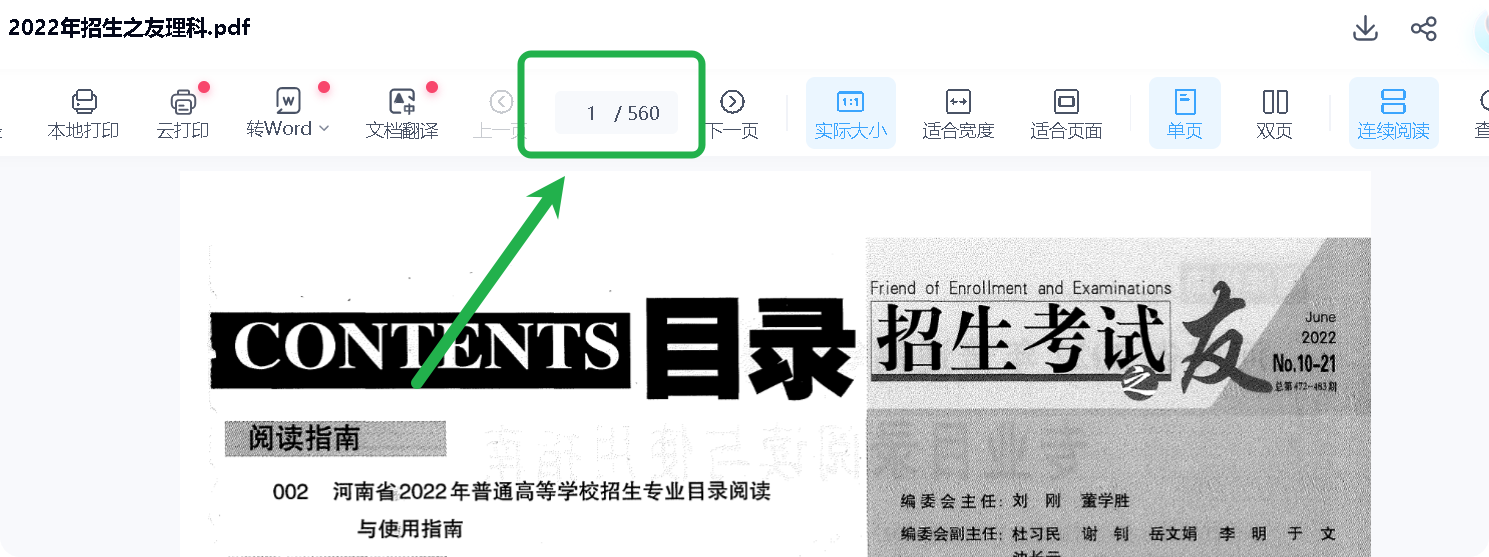 2022年招生之友理科.pdf
本地打印
云打印
转Word
文档翻译
上一页
1 / 560
下一页
实际大小
适合宽度
适合页面
单页
双页
连续阅读
查
CONTENTS 目录
阅读指南
002 河南省2022年普通高等学校招生专业目录阅读
与使用指南
Friend of Enrollment and Examinations
招生考试之友
June
2022
No.10-21
总第472-483期
编委会主任: 刘 刚 董学胜
编委会副主任: 杜习民 谢 钊 岳文娟 李 明 于 文